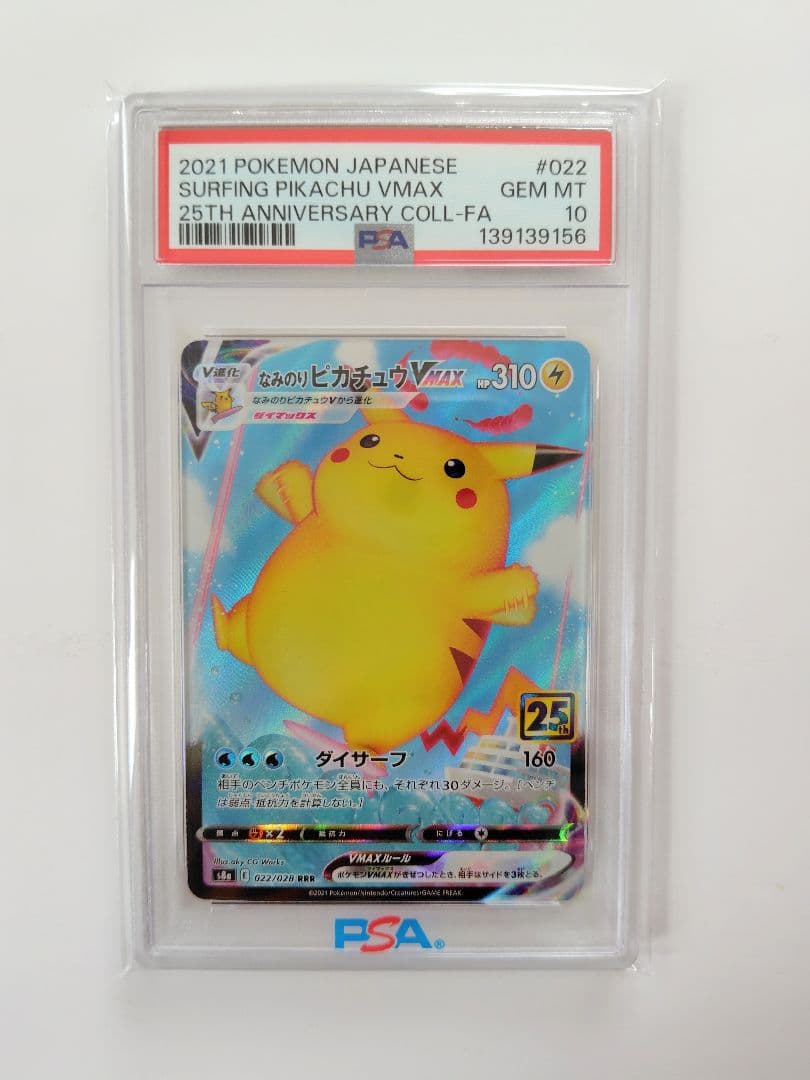 2021 POKEMON JAPANESE #022
SURFING PIKACHU VMAX GEM MT
25TH ANNIVERSARY COLL-FA 10
PSA 139139156
V進化 なみのりピカチュウVMAX HP310
なみのりピカチュウVから進化
ダイマックス
25th
ダイサーフ 160
相手のベンチポケモン全員にも、それぞれ30ダメージ。[ベンチ
は弱点・抵抗力を計算しない。]
弱点 ×2 抵抗力 にげる
Illus. aky CG Works
VMAXルール
s8a E 022/028 RRR
ポケモンVMAXがきぜつしたとき、相手はサイドを3枚とる。
©2021 Pokémon/Nintendo/Creatures/GAME FREAK.
PSA®